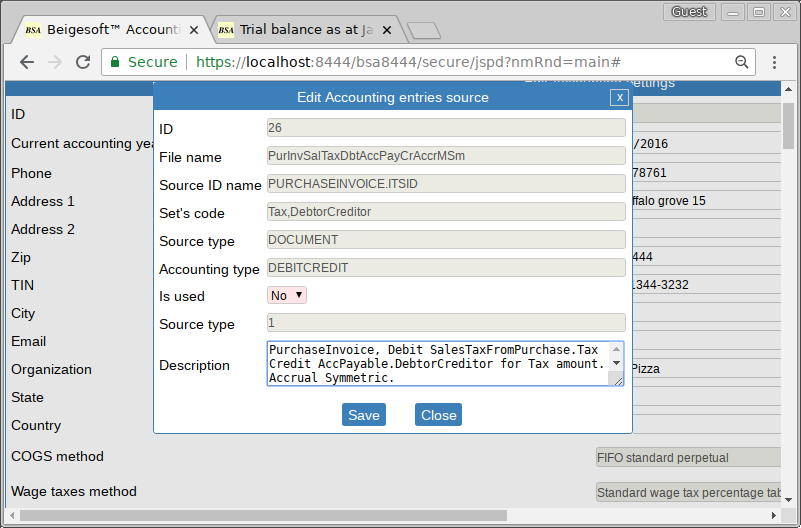 Guest
BSA Beigesoft™ Accounti
BSA Trial balance as at Ja
Secure https://localhost:8444/bsa8444/secure/jspd?nmRnd=main#
Edit Accounting entries source x
ID 26
File name PurInvSalTaxDbtAccPayCrAccrMSm
Source ID name PURCHASEINVOICE.ITSID
Set's code Tax,DebtorCreditor
Source type DOCUMENT
Accounting type DEBITCREDIT
Is used No
Source type 1
Description PurchaseInvoice, Debit SalesTaxFromPurchase.Tax
Credit AccPayable.DebtorCreditor for Tax amount.
Accrual Symmetric.
Save Close
settings
ID
Current accounting yea /2016
Phone 78761
Address 1 ffalo grove 15
Address 2
Zip 444
TIN 1344-3232
City
Email
Organization Pizza
State
Country
COGS method FIFO standard perpetual
Wage taxes method Standard wage tax percentage tab